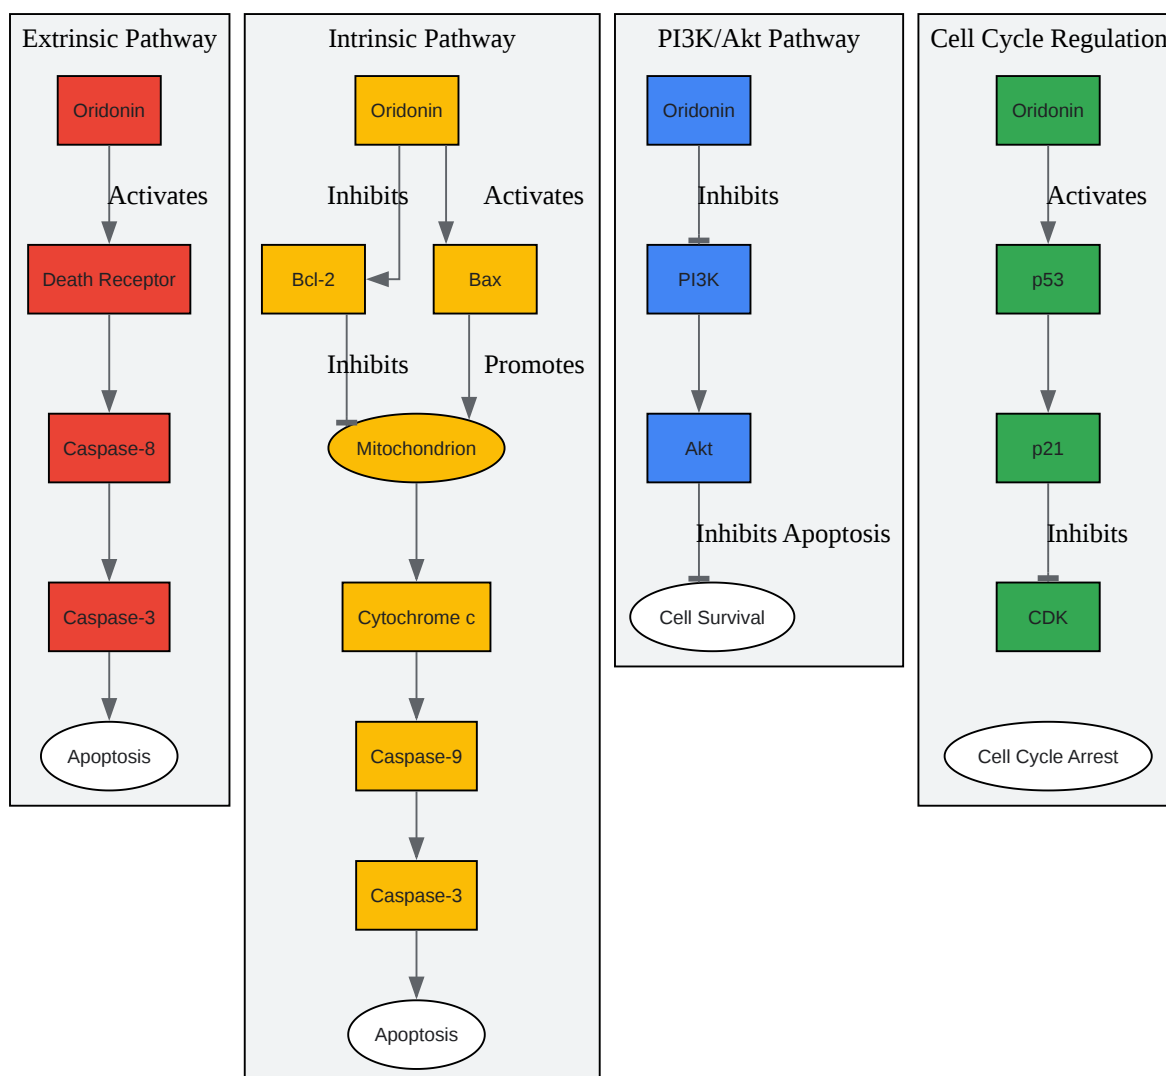 Extrinsic Pathway
Oridonin
Activates
Death Receptor
Caspase-8
Caspase-3
Apoptosis
Intrinsic Pathway
Oridonin
Inhibits
Activates
Bcl-2
Bax
Inhibits
Promotes
Mitochondrion
Cytochrome c
Caspase-9
Caspase-3
Apoptosis
PI3K/Akt Pathway
Oridonin
Inhibits
PI3K
Akt
Inhibits Apoptosis
Cell Survival
Cell Cycle Regulation
Oridonin
Activates
p53
p21
Inhibits
CDK
Cell Cycle Arrest